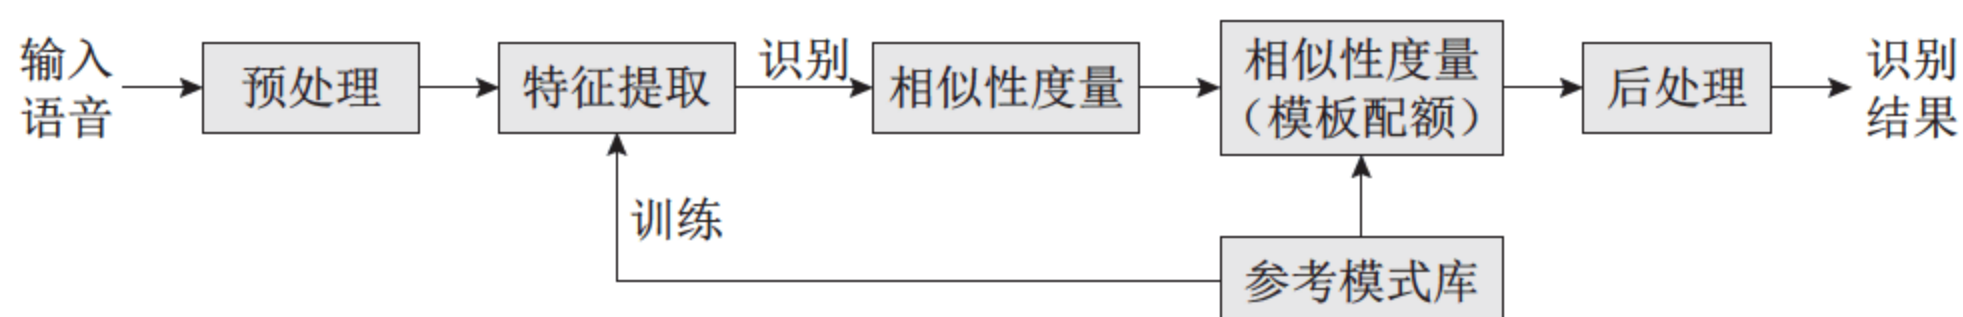 输入
语音
预处理
特征提取
识别
相似性度量
相似性度量
（模板配额）
后处理
识别
结果
训练
参考模式库